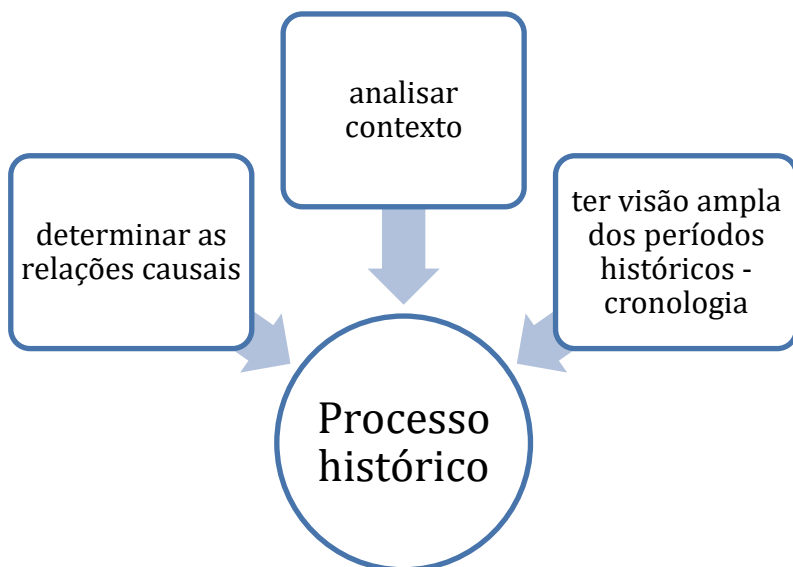 analisar
contexto
determinar as
relações causais
ter visão ampla
dos períodos
históricos -
cronologia
Processo
histórico